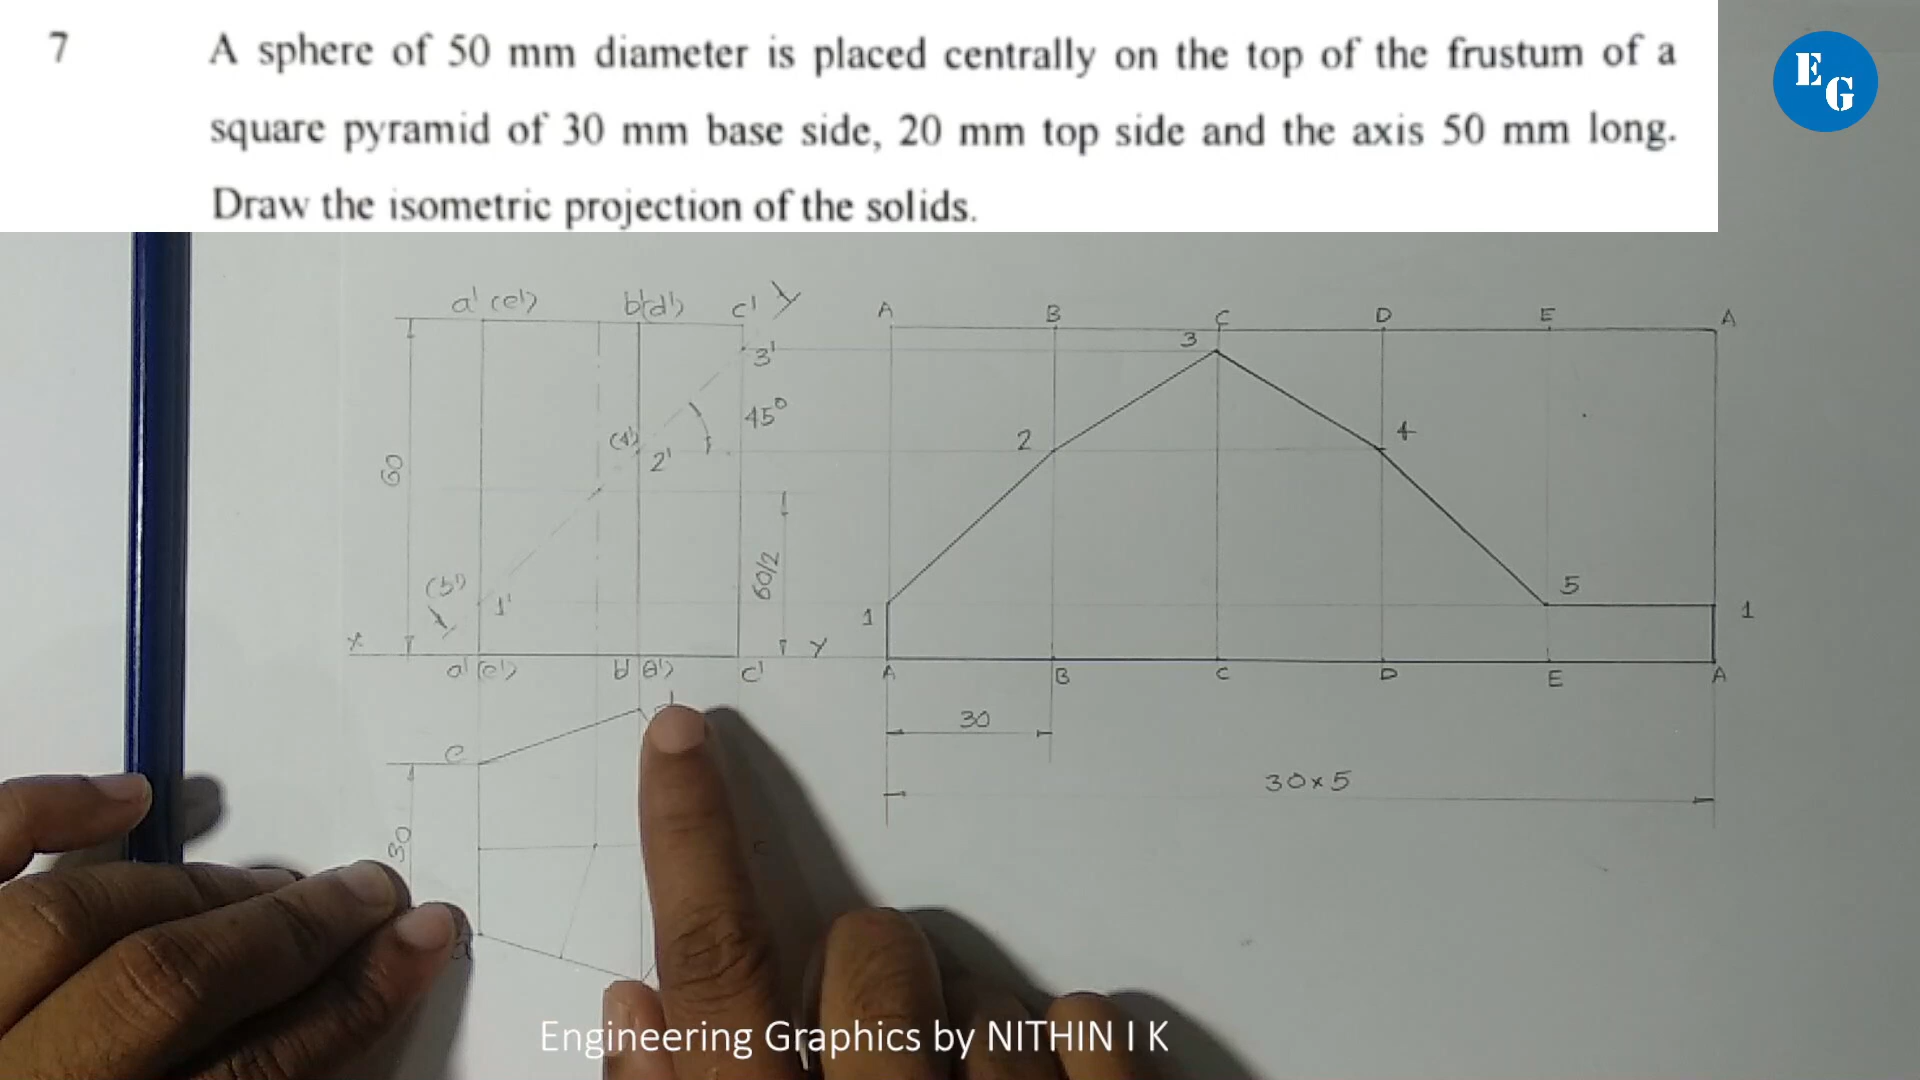 7 A sphere of 50 mm diameter is placed centrally on the top of the frustum of a
square pyramid of 30 mm base side, 20 mm top side and the axis 50 mm long.
Draw the isometric projection of the solids.
E
G
a' (e') b'(d') c' y
A B C D E A
3'
3
45°
(4')
2'
2
4
60
60/2
(5')
1'
5
1
1
x y
a' (e') b' c'
A B C D E A
30
e
30x5
30
c
a
Engineering Graphics by NITHIN I K